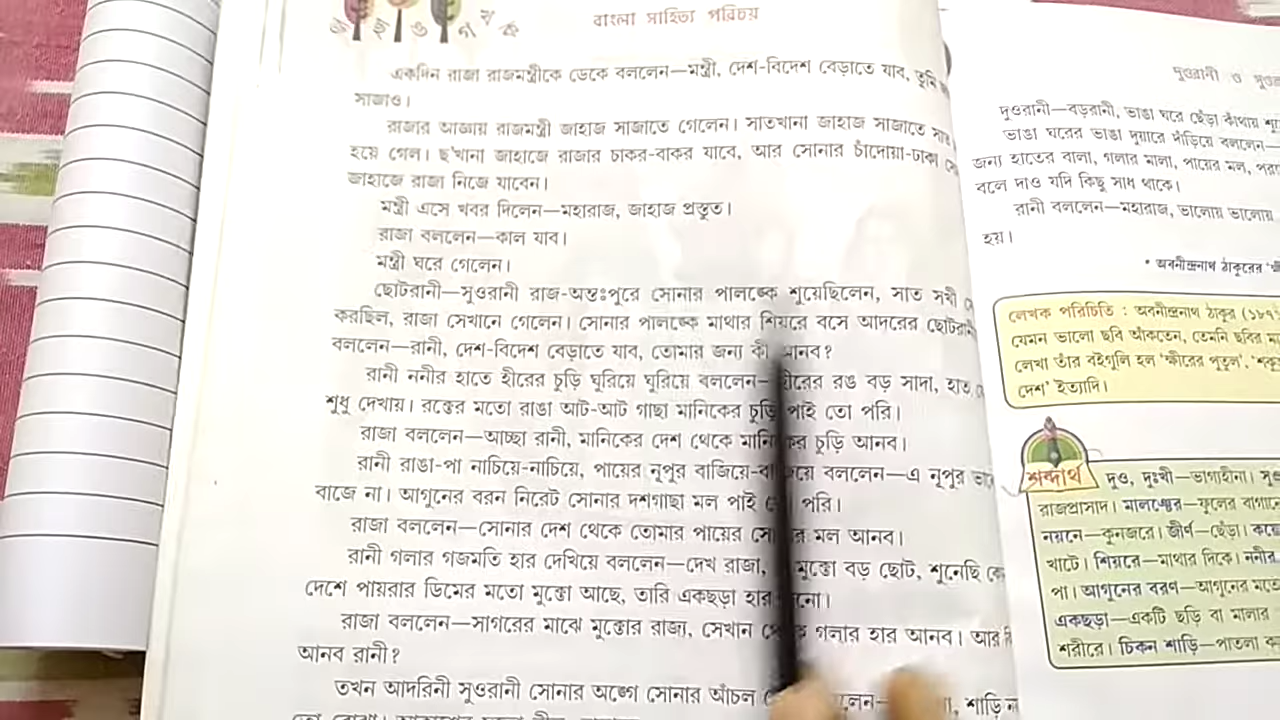 বাংলা সাহিত্য পরিচয়
একদিন রাজা রাজমন্ত্রীকে ডেকে বললেন—মন্ত্রী, দেশ-বিদেশ বেড়াতে যাব, তুমি
সাজাও।
রাজার আজ্ঞায় রাজমন্ত্রী জাহাজ সাজাতে গেলেন। সাতখানা জাহাজ সাজাতে সাত
হয়ে গেল। ছ'খানা জাহাজে রাজার চাকর-বাকর যাবে, আর সোনার চাঁদোয়া-ঢাকা
জাহাজে রাজা নিজে যাবেন।
মন্ত্রী এসে খবর দিলেন—মহারাজ, জাহাজ প্রস্তুত।
রাজা বললেন—কাল যাব।
মন্ত্রী ঘরে গেলেন।
ছোটরানী—সুওরানী রাজ-অন্তঃপুরে সোনার পালঙ্কে শুয়েছিলেন, সাত সখী
করছিল, রাজা সেখানে গেলেন। সোনার পালঙ্কে মাথার শিয়রে বসে আদরের ছোটরানী
বললেন—রানী, দেশ-বিদেশ বেড়াতে যাব, তোমার জন্য কী আনব?
রানী ননীর হাতে হীরের চুড়ি ঘুরিয়ে ঘুরিয়ে বললেন—হীরের রঙ বড় সাদা, হাত
শুধু দেখায়। রক্তের মতো রাঙা আট-আট গাছা মানিকের চুড়ি পাই তো পরি।
রাজা বললেন—আচ্ছা রানী, মানিকের দেশ থেকে মানিকের চুড়ি আনব।
রানী রাঙা-পা নাচিয়ে-নাচিয়ে, পায়ের নূপুর বাজিয়ে-বাজিয়ে বললেন—এ নূপুর ভালো
বাজে না। আগুনের বরন নিরেট সোনার দশগাছা মল পাই তো পরি।
রাজা বললেন—সোনার দেশ থেকে তোমার পায়ের সোনার মল আনব।
রানী গলার গজমতি হার দেখিয়ে বললেন—দেখ রাজা, মুক্তো বড় ছোট, শুনেছি
দেশে পায়রার ডিমের মতো মুক্তো আছে, তারি একছড়া হার
রাজা বললেন—সাগরের মাঝে মুক্তোর রাজ্য, সেখান থেকে গলার হার আনব। আর
আনব রানী?
তখন আদরিনী সুওরানী সোনার অঙ্গে সোনার আঁচল
দুওরানী ও
দুওরানী—বড়রানী, ভাঙা ঘরে ছেঁড়া কাঁথায়
ভাঙা ঘরের ভাঙা দুয়ারে দাঁড়িয়ে বললেন—
জন্য হাতের বালা, গলার মালা, পায়ের মল,
বলে দাও যদি কিছু সাধ থাকে।
রানী বললেন—মহারাজ, ভালোয় ভালোয়
হয়।
• অবনীন্দ্রনাথ ঠাকুরের
লেখক পরিচিতি : অবনীন্দ্রনাথ ঠাকুর
যেমন ভালো ছবি আঁকতেন, তেমনি ছবির
লেখা তাঁর বইগুলি হল 'ক্ষীরের পুতুল',
দেশ' ইত্যাদি।
শব্দার্থ
দুও, দুঃখী—ভাগ্যহীনা।
রাজপ্রাসাদ। মালঞ্চের—ফুলের
নয়নে—কুনজরে। জীর্ণ—ছেঁড়া।
খাটে। শিয়রে—মাথার দিকে। ননীর
পা। আগুনের বরণ—আগুনের
একছড়া—একটি ছড়ি বা মালার
শরীরে। চিকন শাড়ি—পাতলা